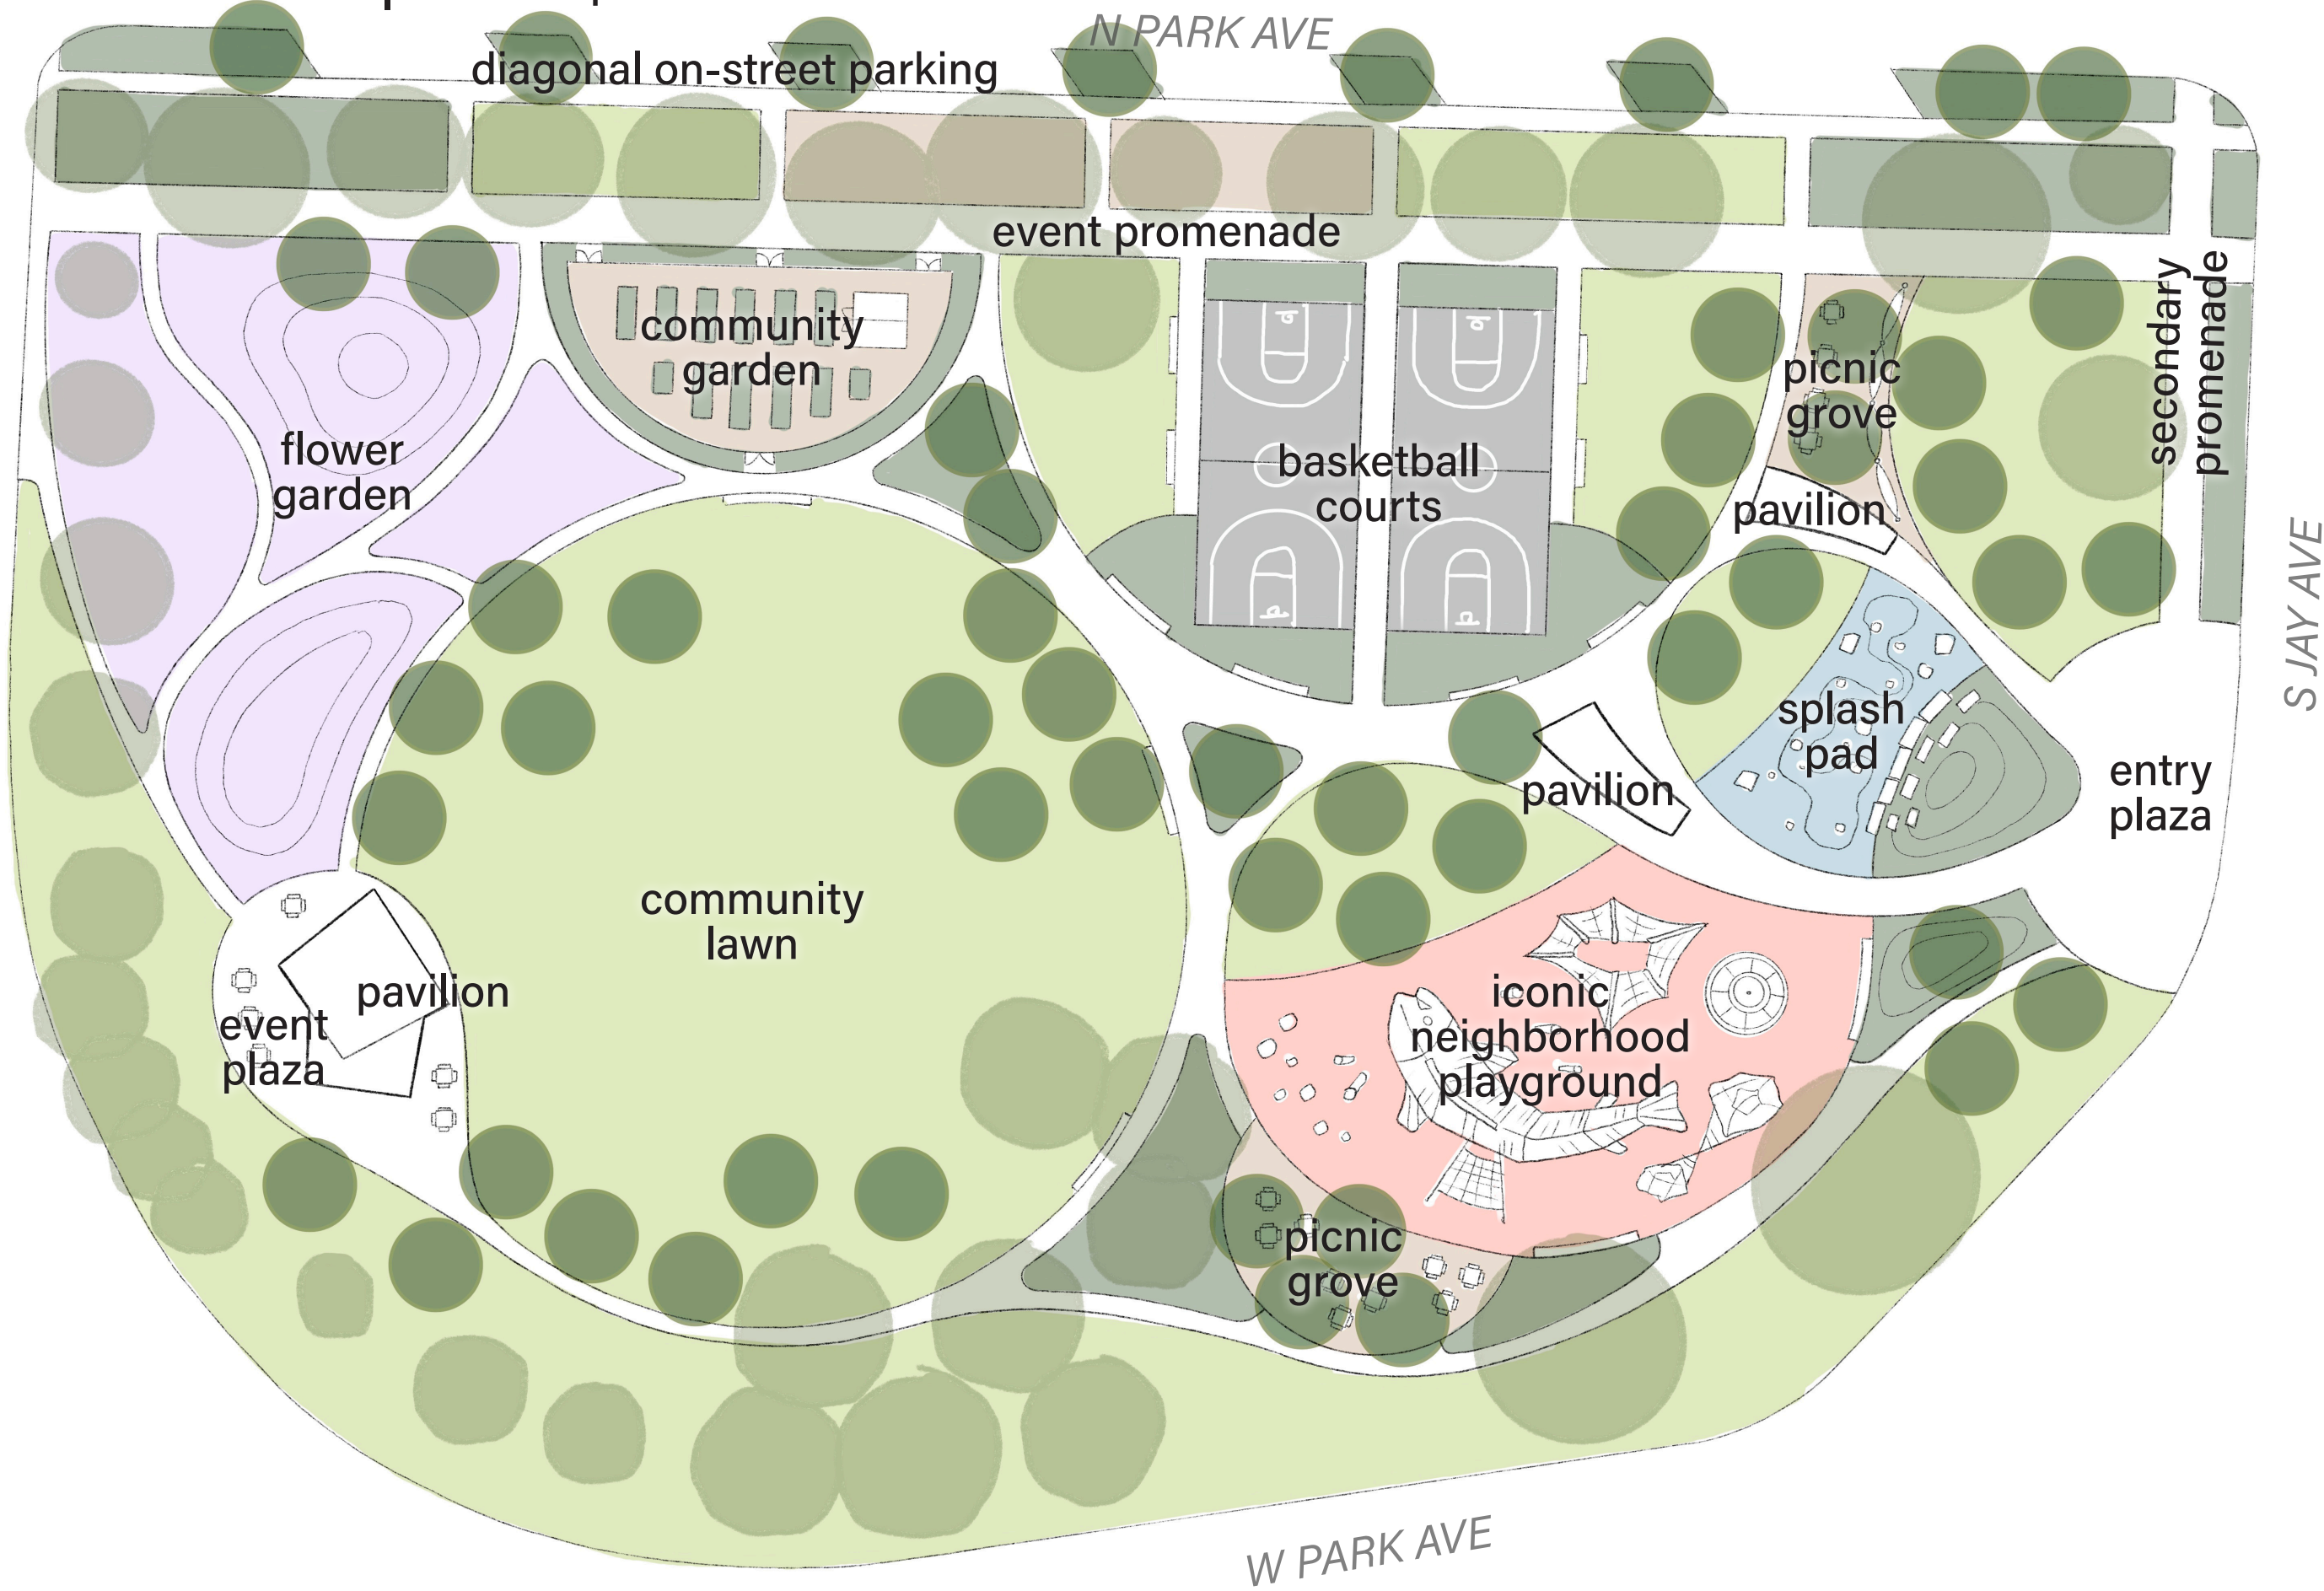 N PARK AVE
diagonal on-street parking
event promenade
secondary
promenade
community
garden
picnic
grove
flower
garden
basketball
courts
pavilion
S JAY AVE
splash
pad
pavilion
entry
plaza
community
lawn
pavilion
event
plaza
iconic
neighborhood
playground
picnic
grove
W PARK AVE